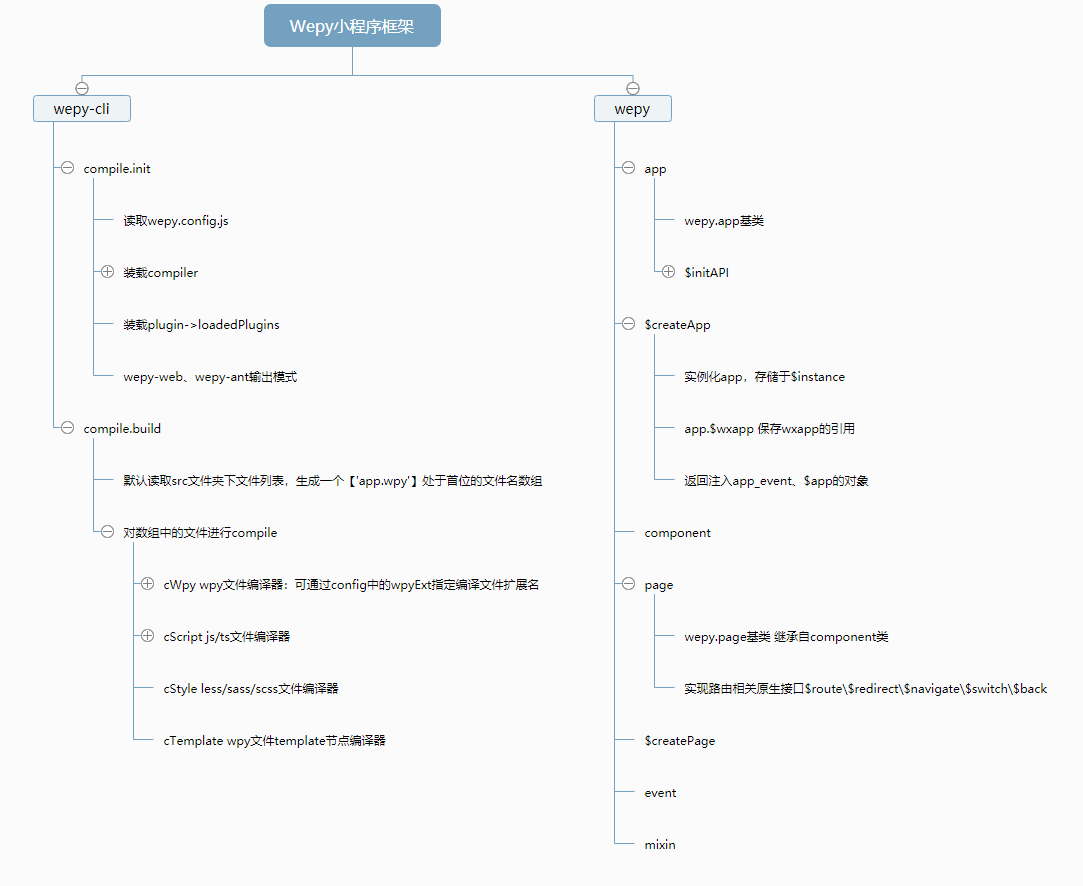 Wepy小程序框架
wepy-cli
compile.init
读取wepy.config.js
装载compiler
装载plugin->loadedPlugins
wepy-web、wepy-ant输出模式
compile.build
默认读取src文件夹下文件列表，生成一个【'app.wpy'】处于首位的文件名数组
对数组中的文件进行compile
cWpy wpy文件编译器：可通过config中的wpyExt指定编译文件扩展名
cScript js/ts文件编译器
cStyle less/sass/scss文件编译器
cTemplate wpy文件template节点编译器
wepy
app
wepy.app基类
$initAPI
$createApp
实例化app，存储于$instance
app.$wxapp 保存wxapp的引用
返回注入app_event、$app的对象
component
page
wepy.page基类 继承自component类
实现路由相关原生接口$route\$redirect\$navigate\$switch\$back
$createPage
event
mixin